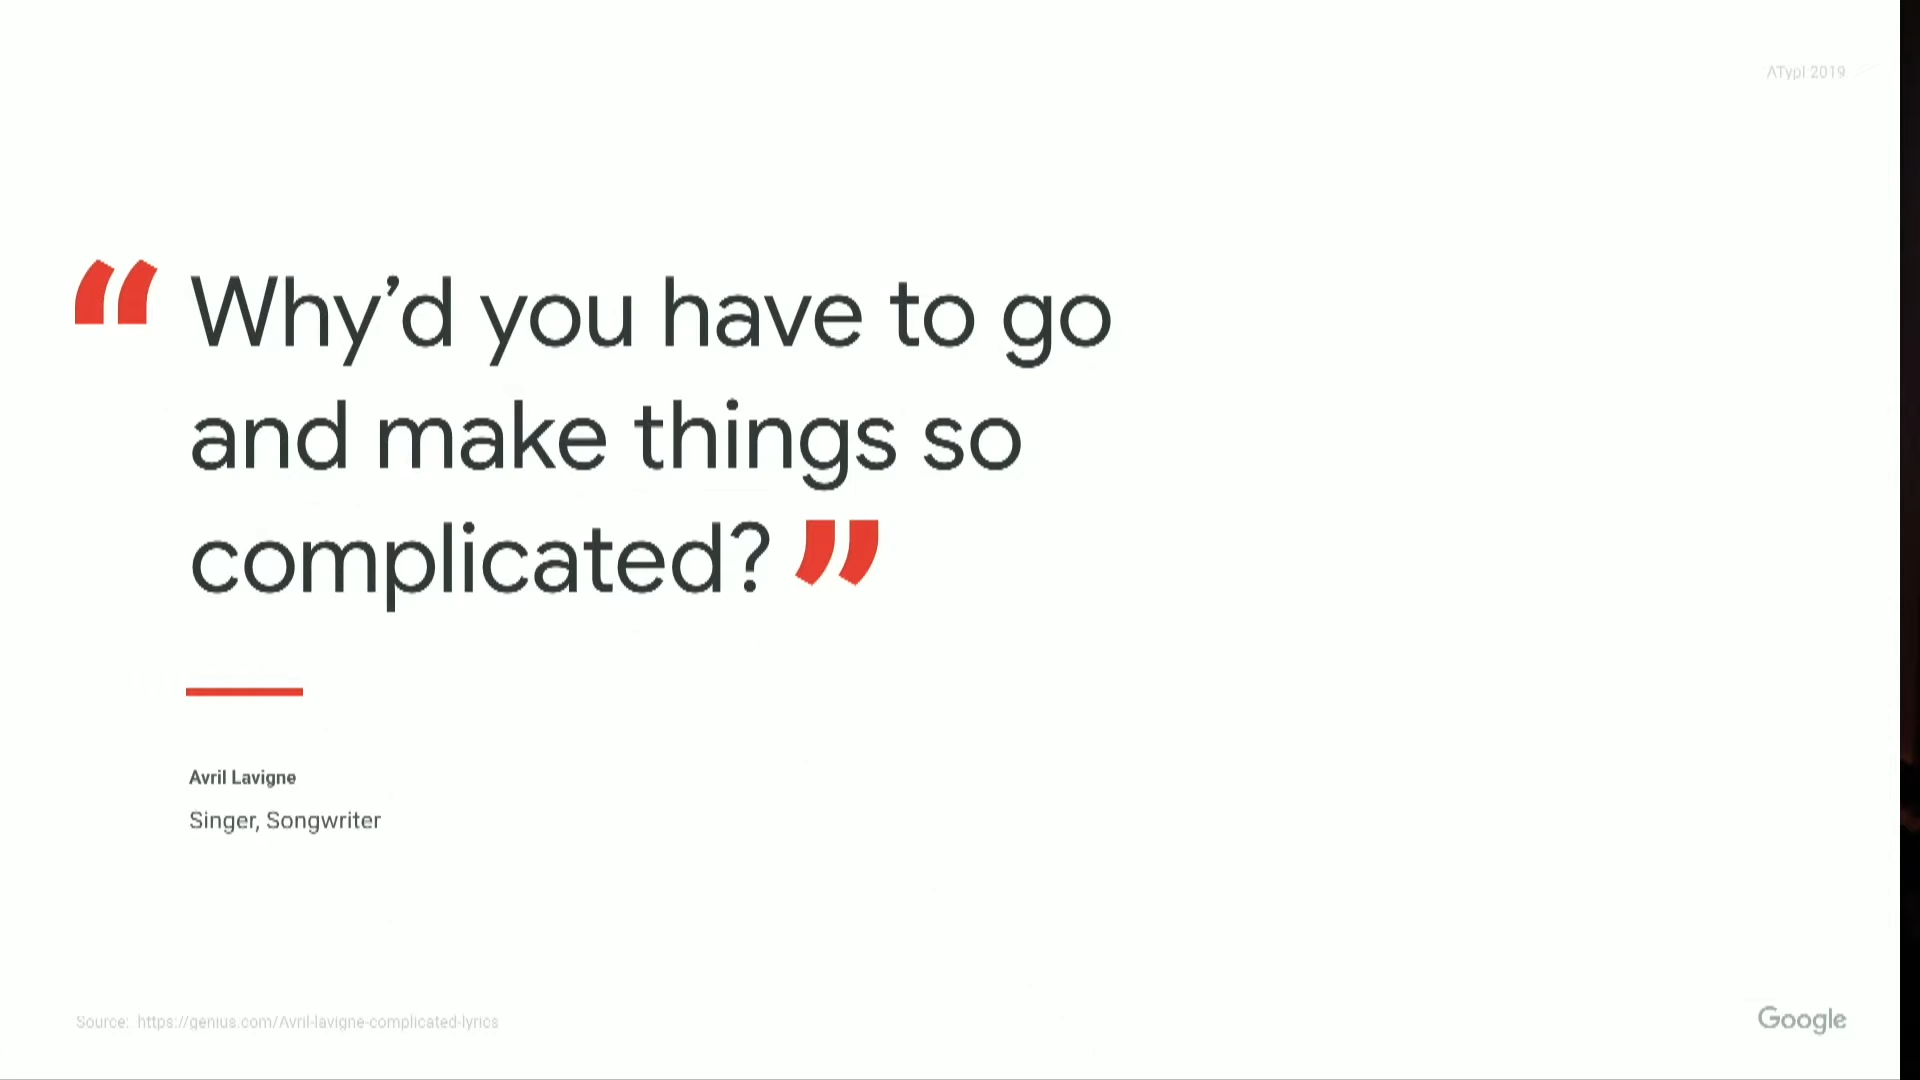 ATypI 2019
“Why’d you have to go
and make things so
complicated?”
Avril Lavigne
Singer, Songwriter
Source: https://genius.com/Avril-lavigne-complicated-lyrics
Google